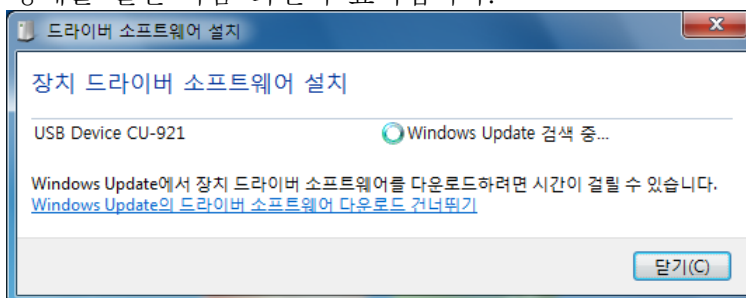 드라이버 소프트웨어 설치
장치 드라이버 소프트웨어 설치
USB Device CU-921 Windows Update 검색 중...
Windows Update에서 장치 드라이버 소프트웨어를 다운로드하려면 시간이 걸릴 수 있습니다.
Windows Update의 드라이버 소프트웨어 다운로드 건너뛰기
닫기(C)